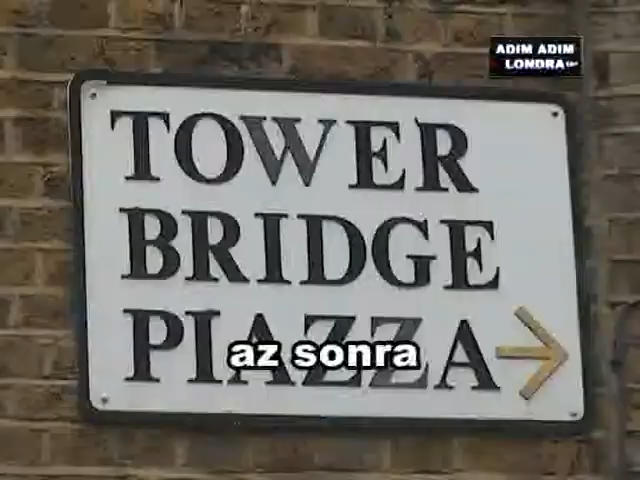 ADIM ADIM
LONDRA
TOWER
BRIDGE
PIAZZA
az sonra